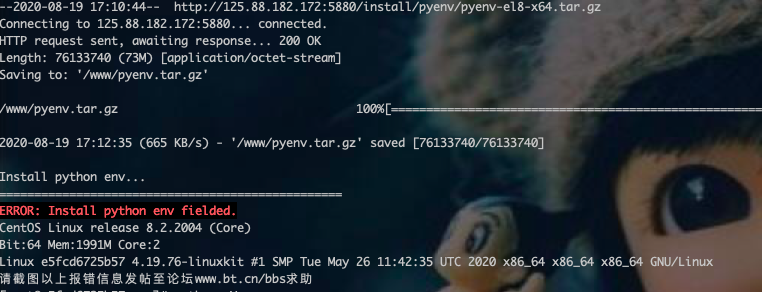 --2020-08-19 17:10:44-- http://125.88.182.172:5880/install/pyenv/pyenv-el8-x64.tar.gz
Connecting to 125.88.182.172:5880... connected.
HTTP request sent, awaiting response... 200 OK
Length: 76133740 (73M) [application/octet-stream]
Saving to: '/www/pyenv.tar.gz'
/www/pyenv.tar.gz 100%[=================================================
2020-08-19 17:12:35 (665 KB/s) - '/www/pyenv.tar.gz' saved [76133740/76133740]
Install python env...
=================================================
ERROR: Install python env fielded.
CentOS Linux release 8.2.2004 (Core)
Bit:64 Mem:1991M Core:2
Linux e5fcd6725b57 4.19.76-linuxkit #1 SMP Tue May 26 11:42:35 UTC 2020 x86_64 x86_64 x86_64 GNU/Linux
请截图以上报错信息发帖至论坛www.bt.cn/bbs求助